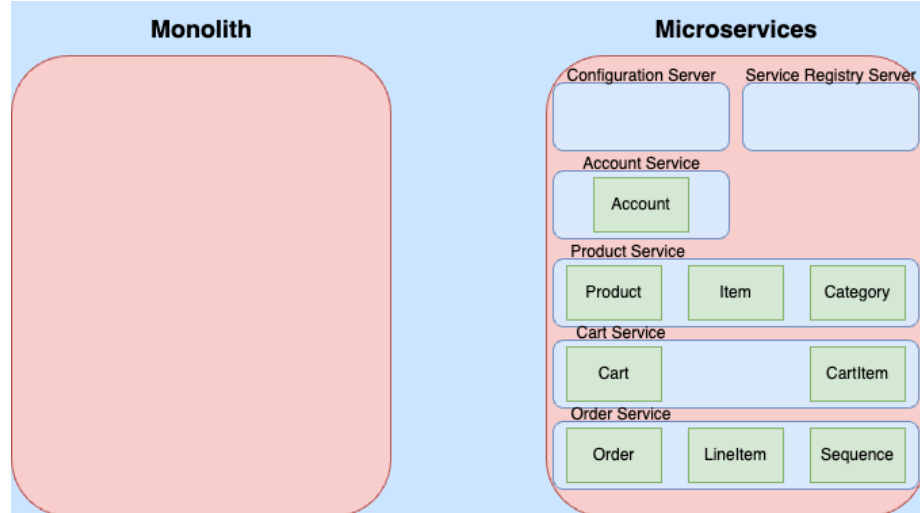 Monolith
Microservices
Configuration Server
Service Registry Server
Account Service
Account
Product Service
Product
Item
Category
Cart Service
Cart
CartItem
Order Service
Order
LineItem
Sequence